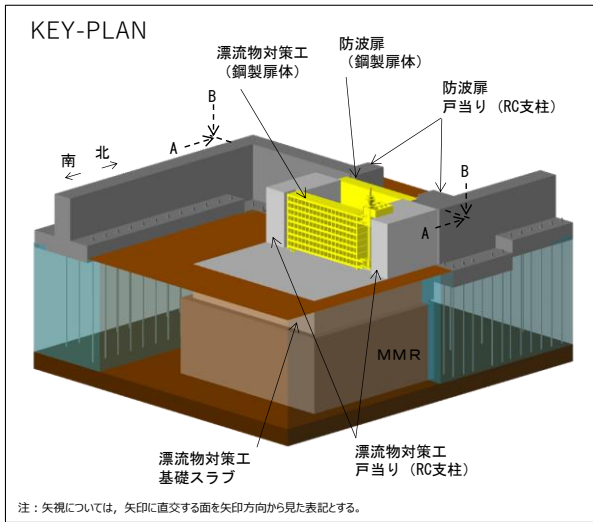 KEY-PLAN
漂流物対策工
（鋼製扉体）
防波扉
（鋼製扉体）
防波扉
戸当り（RC支柱）
B
A
南 北
B
A
MMR
漂流物対策工
基礎スラブ
漂流物対策工
戸当り（RC支柱）
注：矢視については，矢印に直交する面を矢印方向から見た表記とする。